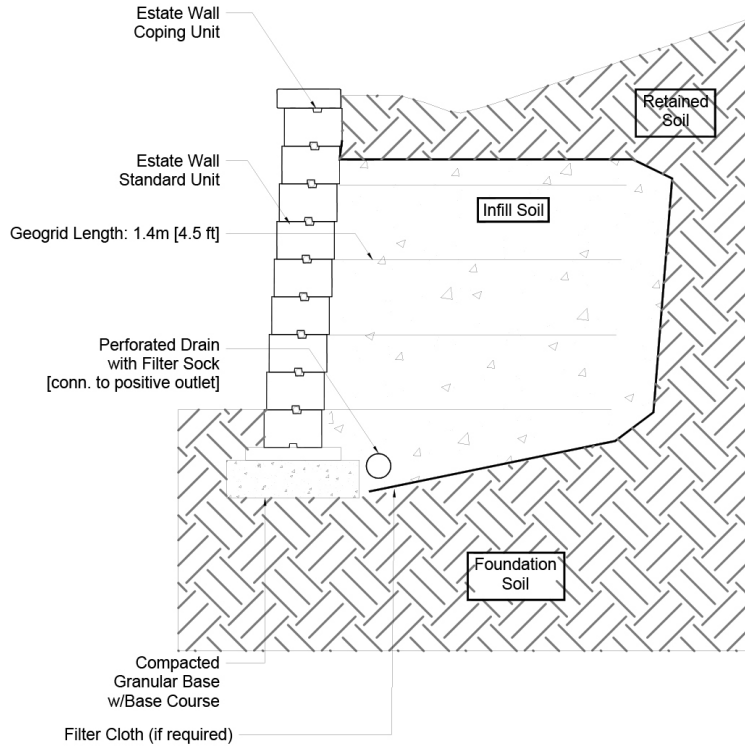 Estate Wall
Coping Unit
Retained
Soil
Estate Wall
Standard Unit
Infill Soil
Geogrid Length: 1.4m [4.5 ft]
Perforated Drain
with Filter Sock
[conn. to positive outlet]
Foundation
Soil
Compacted
Granular Base
w/Base Course
Filter Cloth (if required)